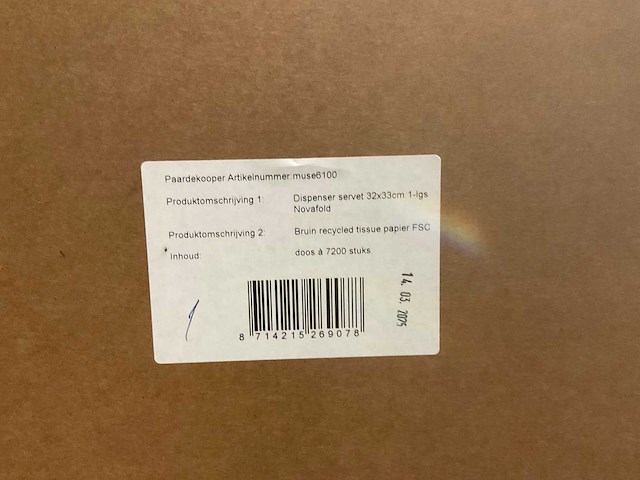 Paardekooper Artikelnummer:muse6100
Produktomschrijving 1: Dispenser servet 32x33cm 1-lgs
Novafold
Produktomschrijving 2: Bruin recycled tissue papier FSC
Inhoud: doos à 7200 stuks
14. 03. 2025
8 714215 269078